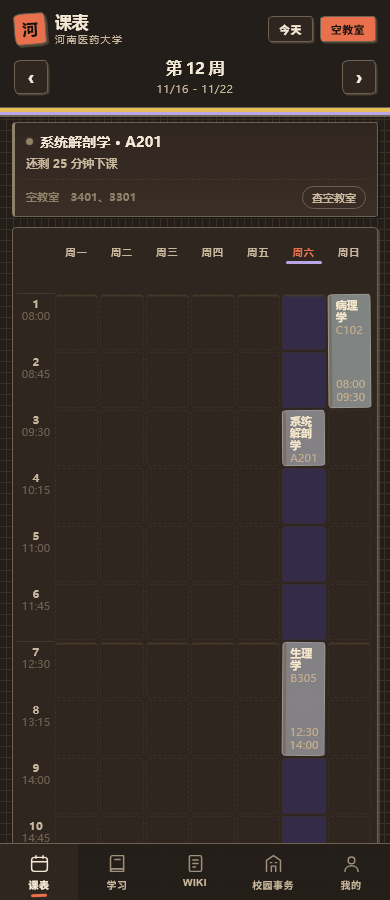 河
课表
河南医药大学
今天
空教室
‹
第 12 周
11/16 - 11/22
›
系统解剖学 • A201
还剩 25 分钟下课
空教室 3401、3301
查空教室
周一 周二 周三 周四 周五 周六 周日
1
08:00
病理
学
C102
08:00
09:30
2
08:45
3
09:30
系统
解剖
学
A201
4
10:15
5
11:00
6
11:45
7
12:30
生理
学
B305
12:30
14:00
8
13:15
9
14:00
10
14:45
课表 学习 WIKI 校园事务 我的